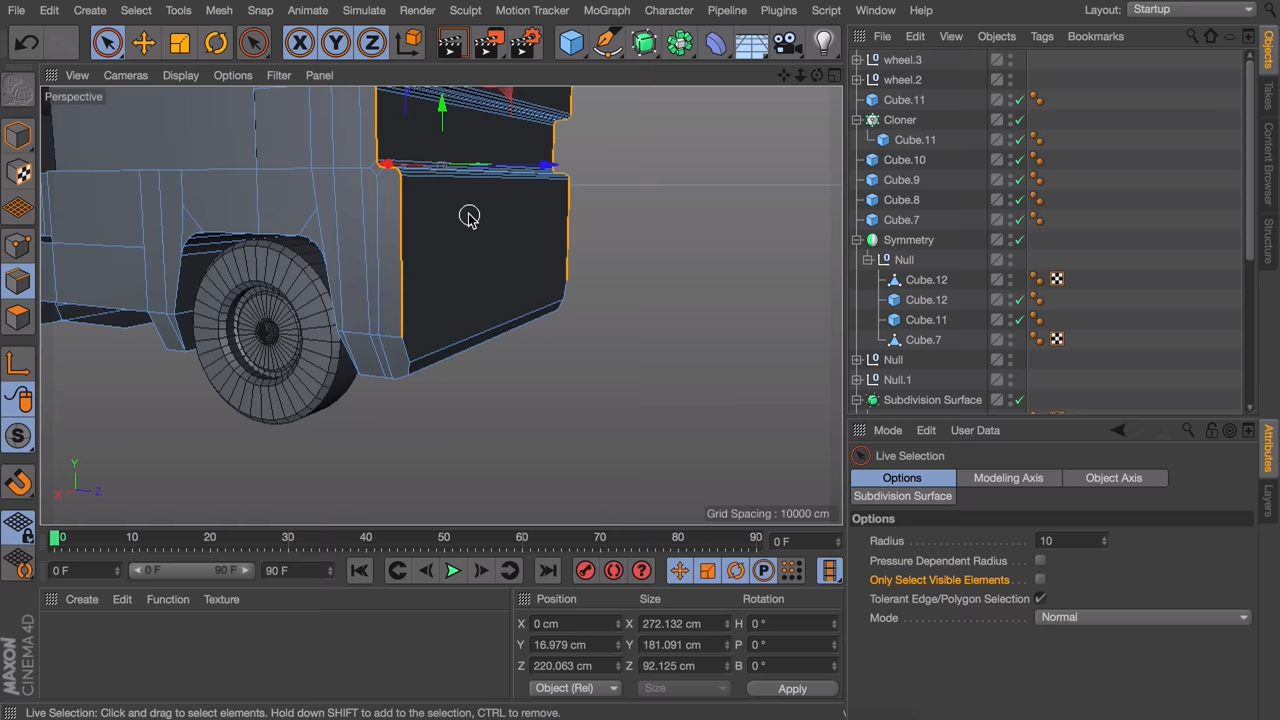 File Edit Create Select Tools Mesh Snap Animate Simulate Render Sculpt Motion Tracker MoGraph Character Pipeline Plugins Script Window Help Layout: Startup
View Cameras Display Options Filter Panel
Perspective
Grid Spacing : 10000 cm
Y
X
Z
File Edit View Objects Tags Bookmarks
wheel.3
wheel.2
Cube.11
Cloner
Cube.11
Cube.10
Cube.9
Cube.8
Cube.7
Symmetry
Null
Cube.12
Cube.12
Cube.11
Cube.7
Null
Null.1
Subdivision Surface
Objects
Takes
Content Browser
Structure
Mode Edit User Data
Live Selection
Options Modeling Axis Object Axis
Subdivision Surface
Options
Radius 10
Pressure Dependent Radius
Only Select Visible Elements
Tolerant Edge/Polygon Selection
Mode Normal
Attributes
Layers
0 10 20 30 40 50 60 70 80 90 0 F
0 F 0 F 90 F 90 F
Create Edit Function Texture
Position Size Rotation
X 0 cm X 272.132 cm H 0 °
Y 16.979 cm Y 181.091 cm P 0 °
Z 220.063 cm Z 92.125 cm B 0 °
Object (Rel) Size Apply
MAXON
CINEMA 4D
Live Selection: Click and drag to select elements. Hold down SHIFT to add to the selection, CTRL to remove.